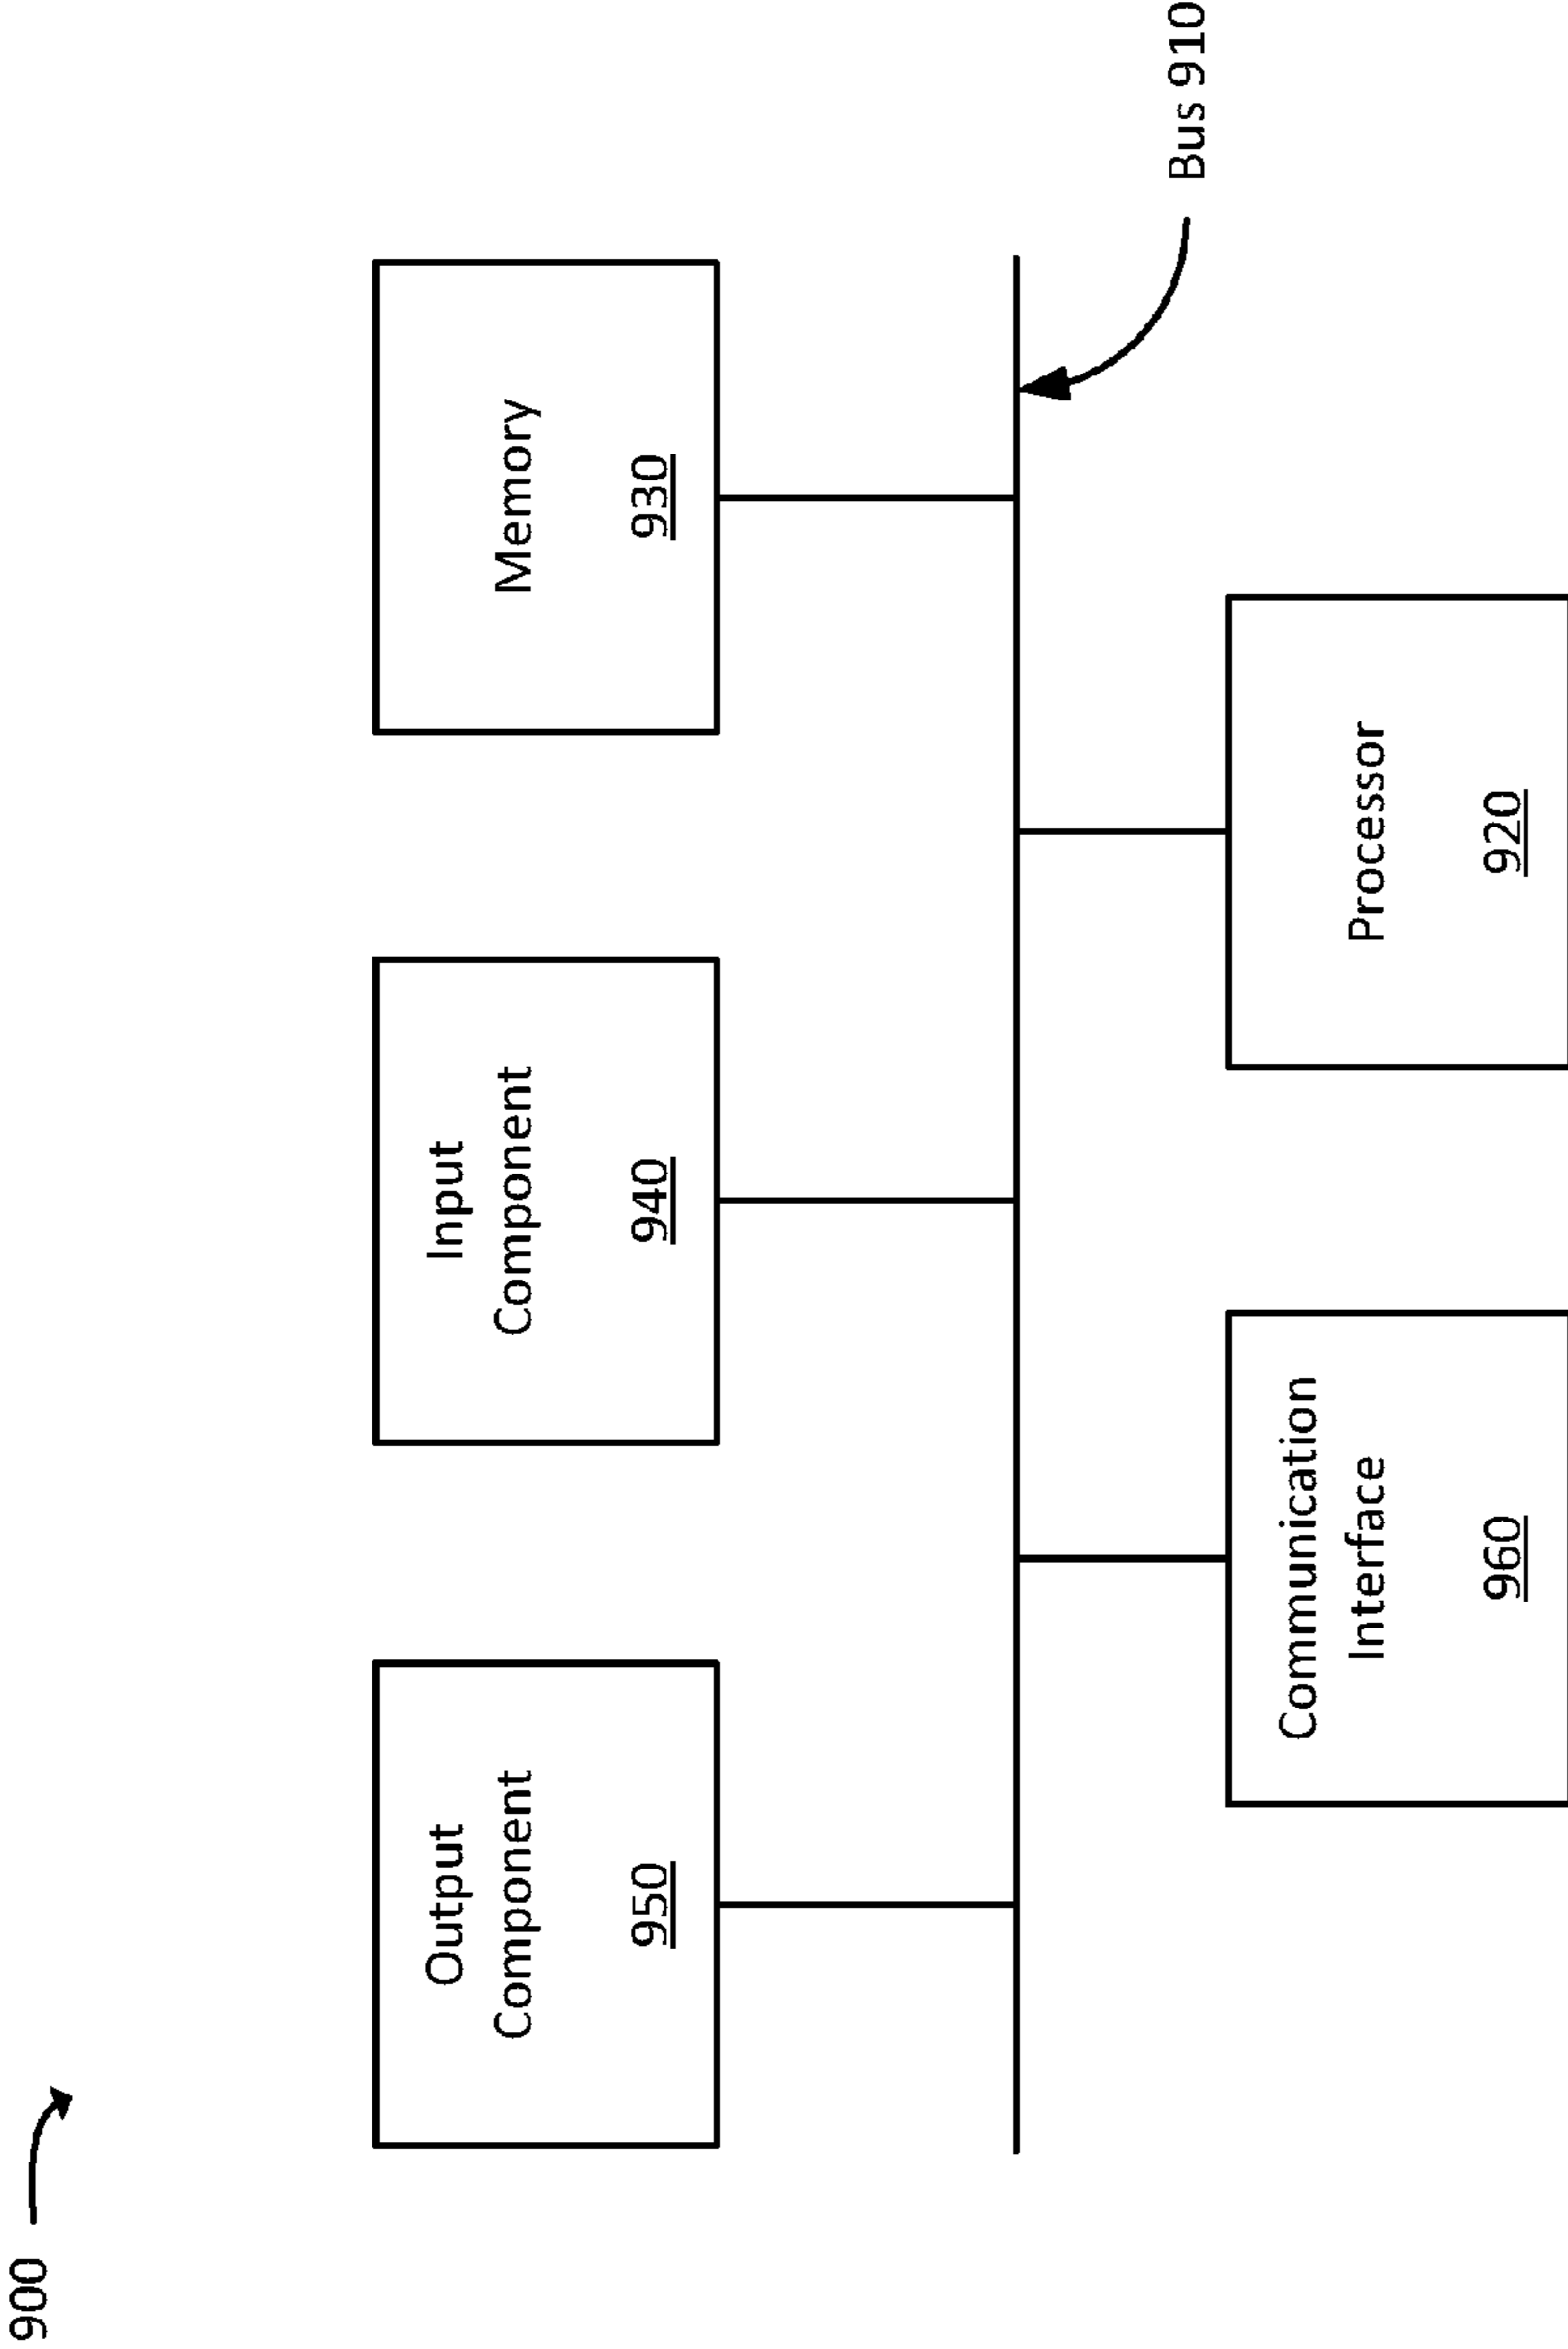 900
Output
Component
950
Input
Component
940
Memory
930
Bus 910
Communication
Interface
960
Processor
920